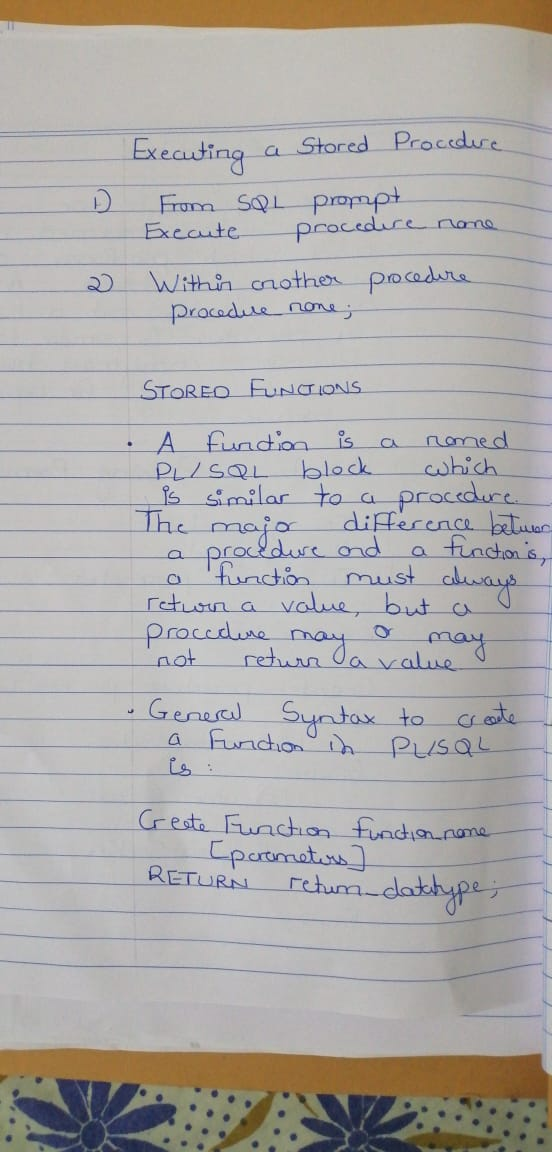 Executing a Stored Procedure
1) From SQL prompt
Execute procedure name
2) Within another procedure
procedure name;
STORED FUNCTIONS
• A function is a named
PL/SQL block which
is similar to a procedure.
The major difference between
a procedure and a function is,
a function must always
return a value, but a
procedure may or may
not return a value
• General Syntax to create
a Function in PL/SQL
is :
Create Function function_name
[parameters]
RETURN return_datatype;